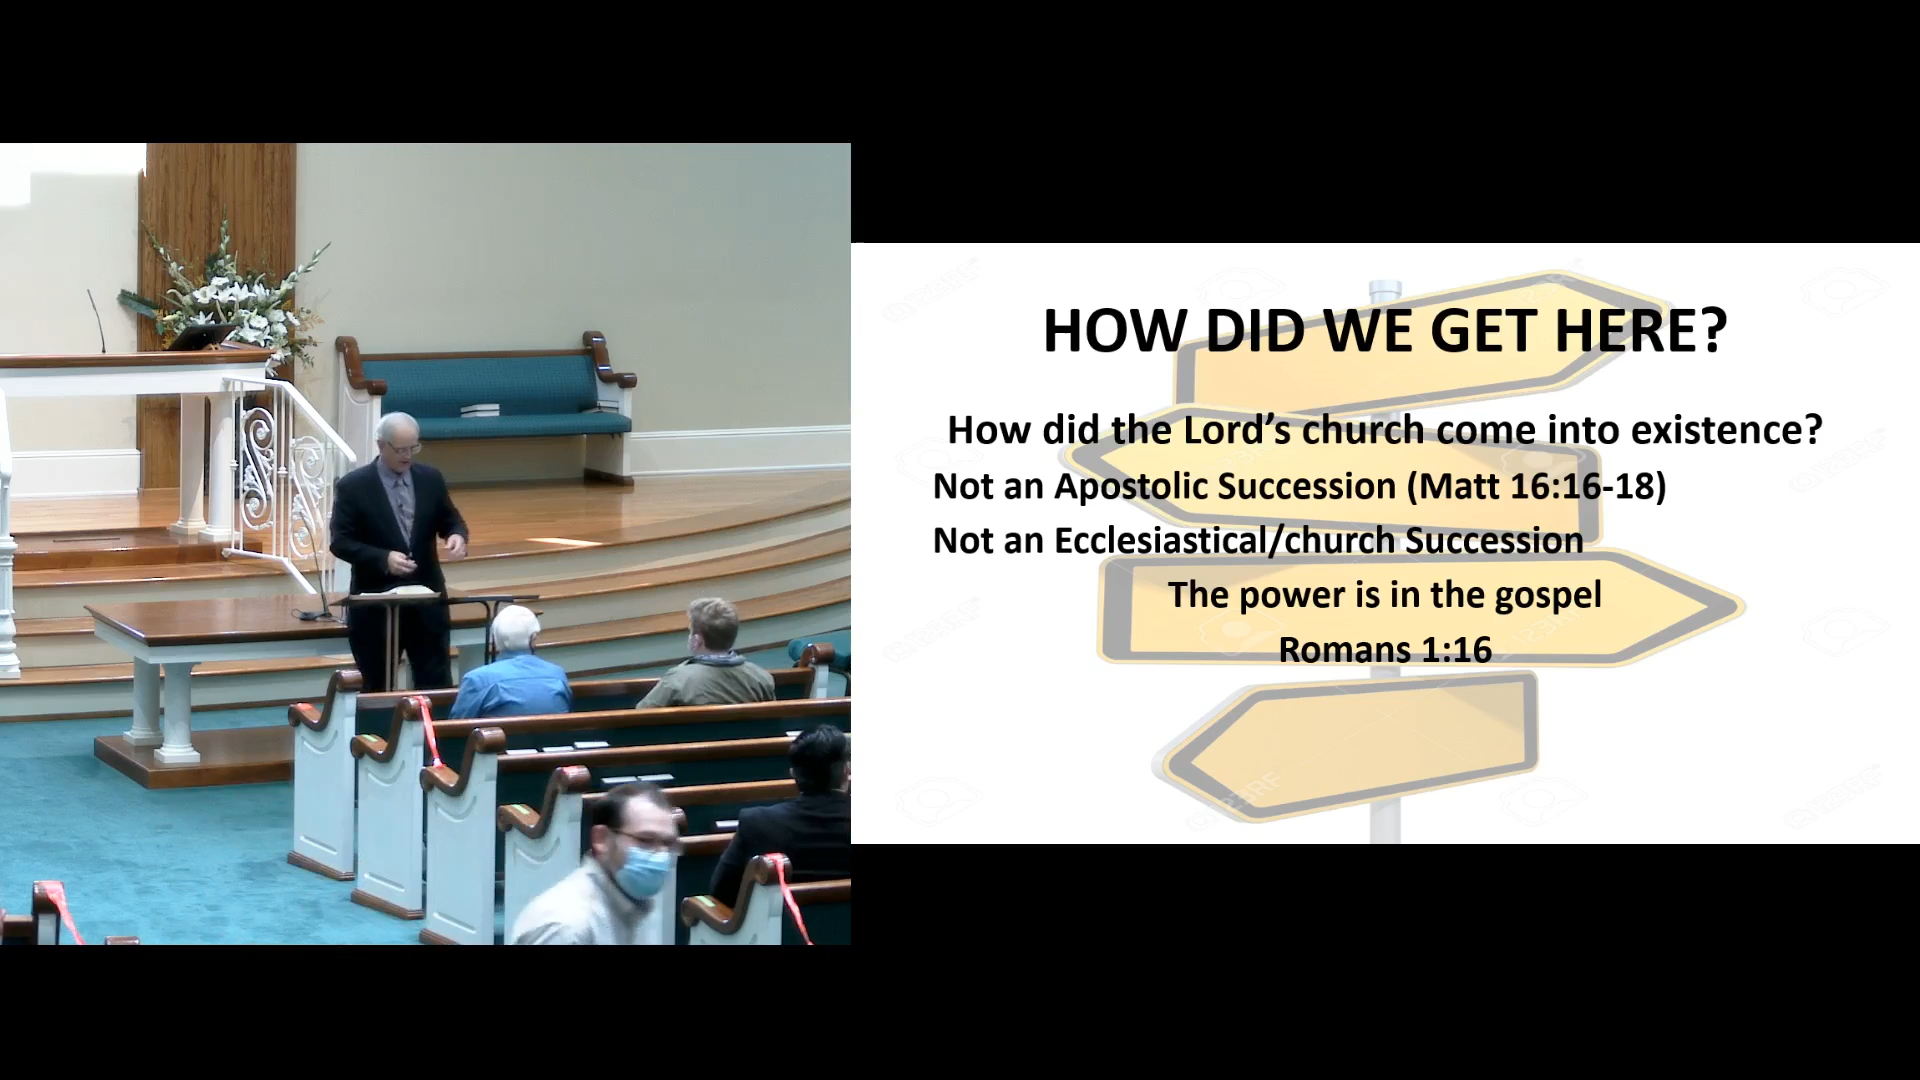 HOW DID WE GET HERE?
How did the Lord’s church come into existence?
Not an Apostolic Succession (Matt 16:16-18)
Not an Ecclesiastical/church Succession
The power is in the gospel
Romans 1:16